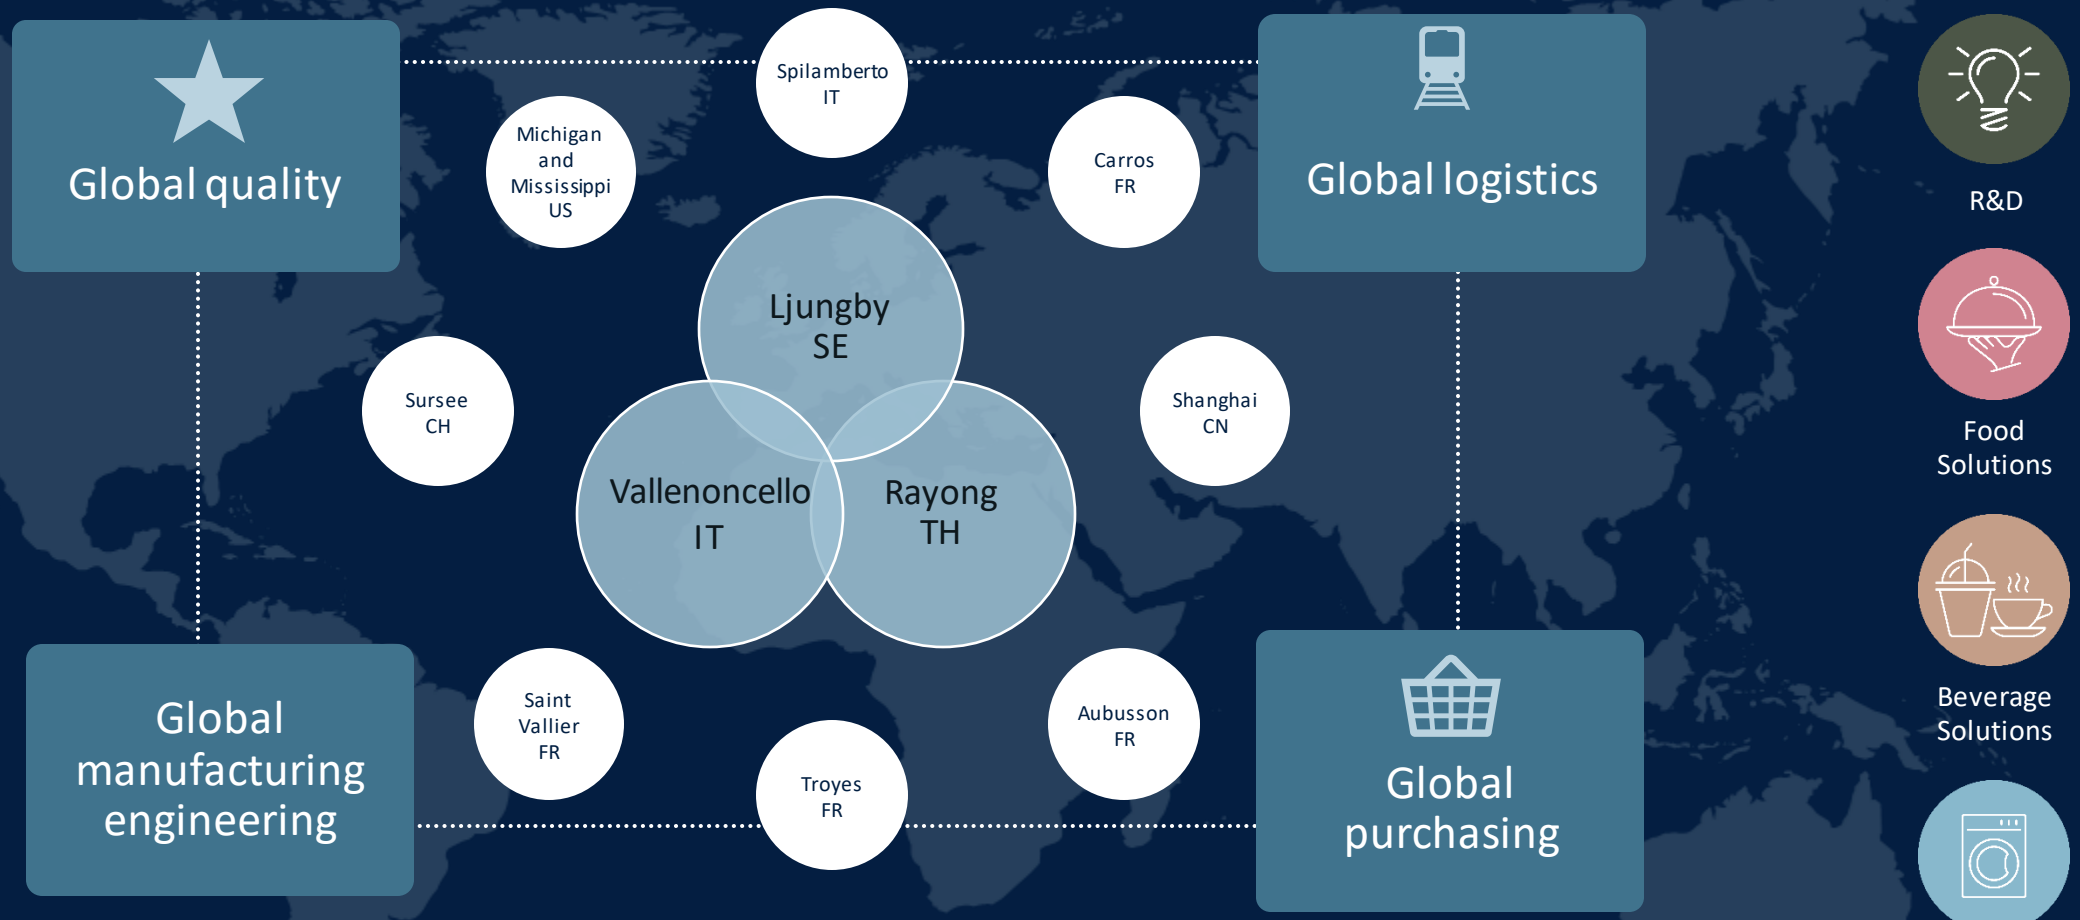 Global quality
Spilamberto
IT
Michigan
and
Mississippi
US
Carros
FR
Global logistics
R&D
Ljungby
SE
Food
Solutions
Sursee
CH
Shanghai
CN
Vallenoncello
IT
Rayong
TH
Beverage
Solutions
Global
manufacturing
engineering
Saint
Vallier
FR
Troyes
FR
Aubusson
FR
Global
purchasing